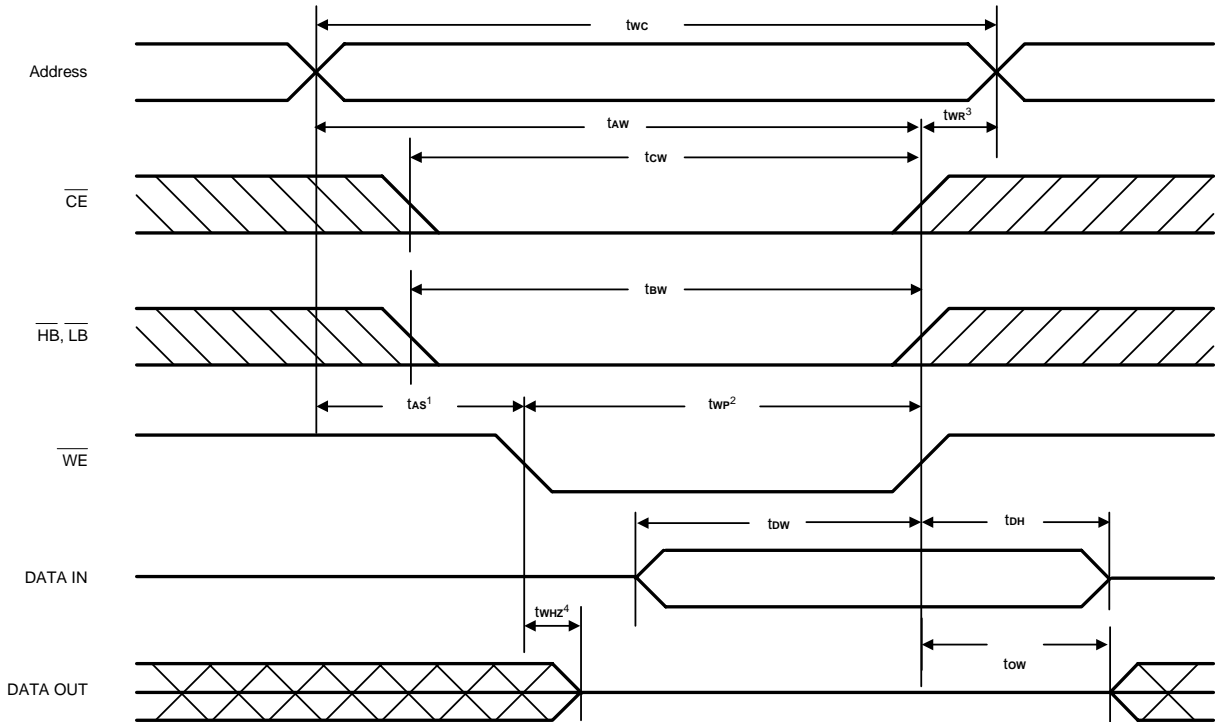 tWC
Address
tAW
tWR3
tCW
CE
tBW
HB, LB
tAS1
tWP2
WE
tDW
tDH
DATA IN
tWHZ4
tOW
DATA OUT